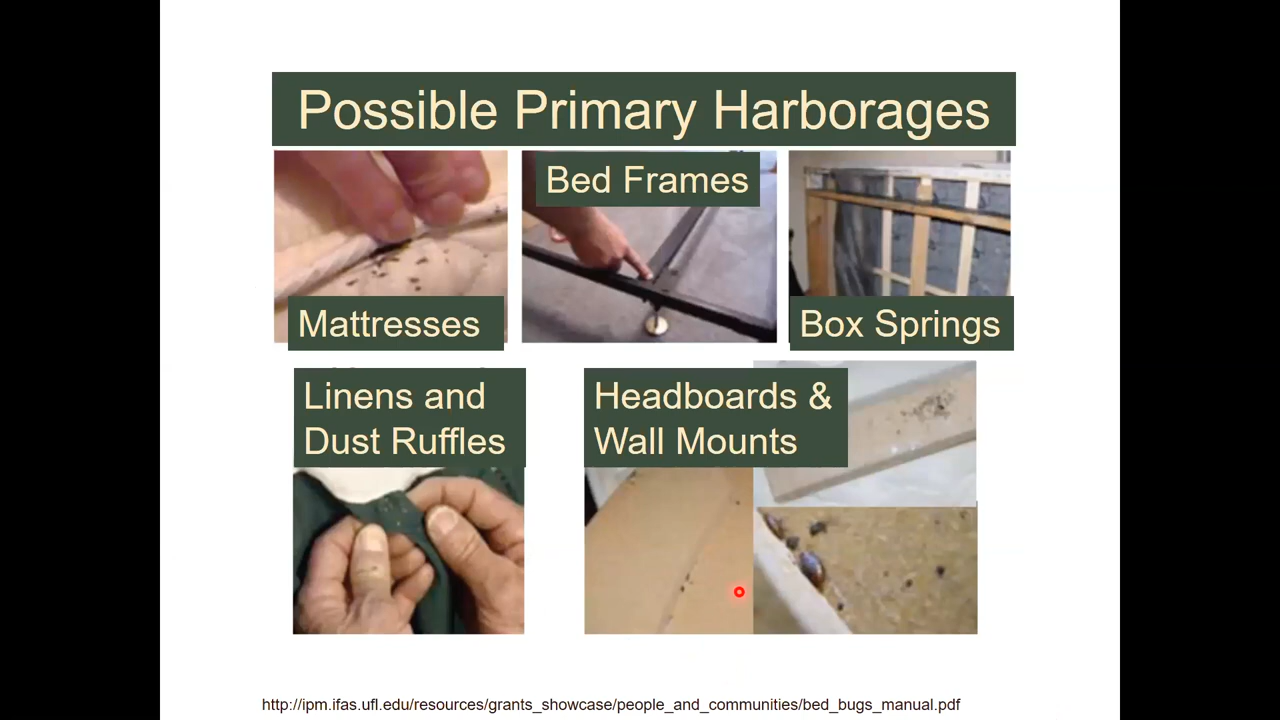 Possible Primary Harborages
Bed Frames
Mattresses
Box Springs
Linens and
Dust Ruffles
Headboards &
Wall Mounts
http://ipm.ifas.ufl.edu/resources/grants_showcase/people_and_communities/bed_bugs_manual.pdf